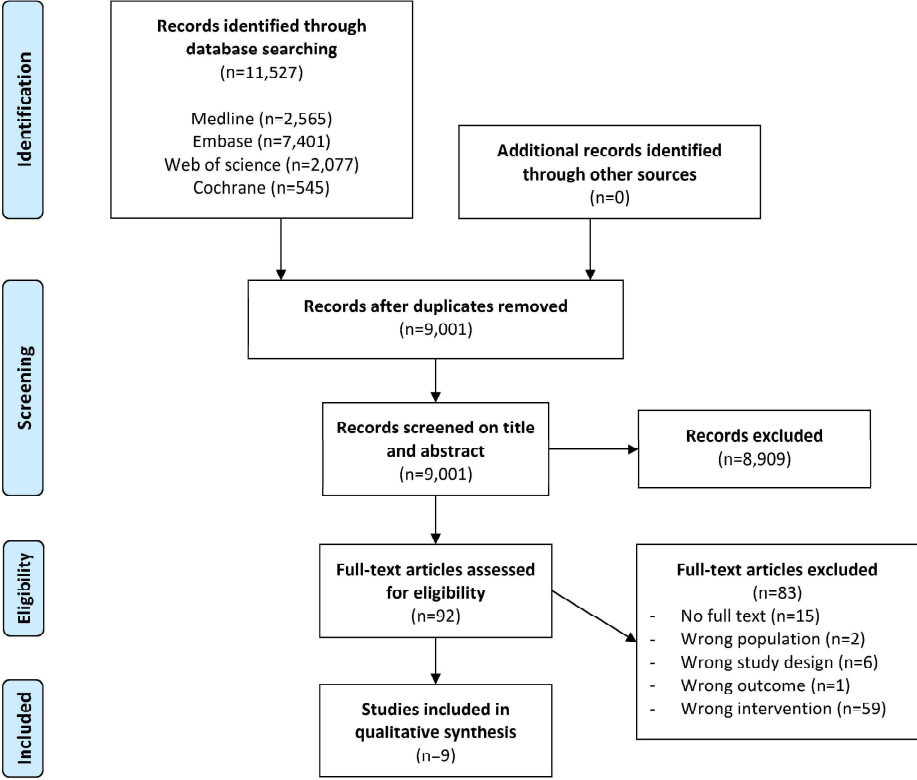 Identification
Records identified through
database searching
(n=11,527)
Medline (n=2,565)
Embase (n=7,401)
Web of science (n=2,077)
Cochrane (n=545)
Additional records identified
through other sources
(n=0)
Screening
Records after duplicates removed
(n=9,001)
Records screened on title
and abstract
(n=9,001)
Records excluded
(n=8,909)
Eligibility
Full-text articles assessed
for eligibility
(n=92)
Full-text articles excluded
(n=83)
- No full text (n=15)
- Wrong population (n=2)
- Wrong study design (n=6)
- Wrong outcome (n=1)
- Wrong intervention (n=59)
Included
Studies included in
qualitative synthesis
(n=9)